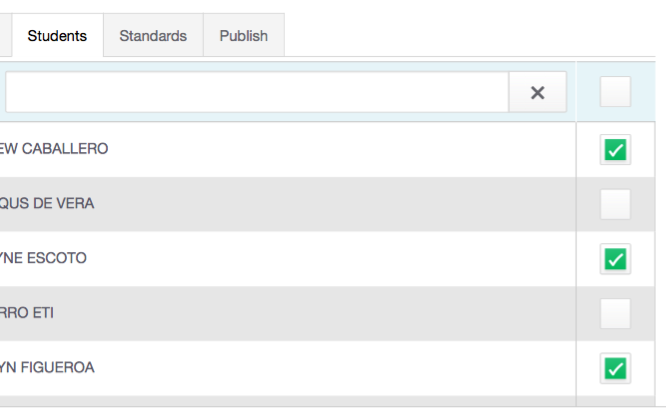 Students Standards Publish
EW CABALLERO
QUS DE VERA
YNE ESCOTO
RRO ETI
YN FIGUEROA